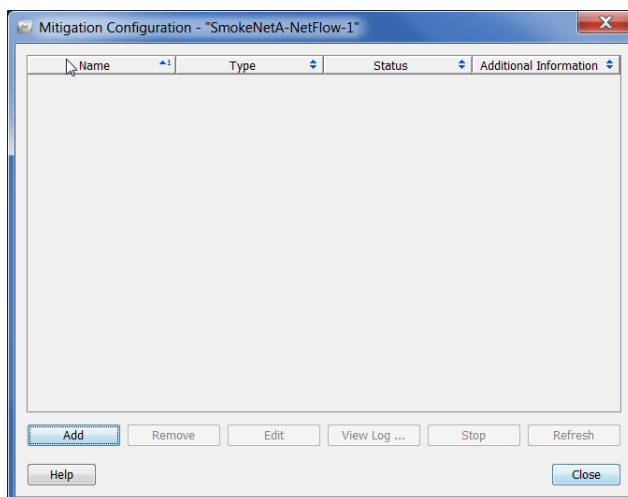 Mitigation Configuration - "SmokeNetA-NetFlow-1"
Name 1 Type Status Additional Information
Add Remove Edit View Log ... Stop Refresh
Help Close